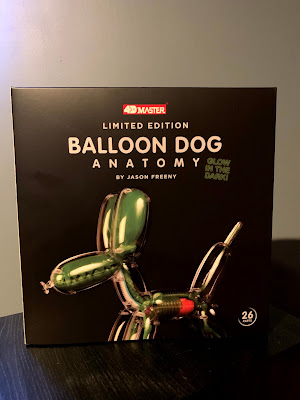 4D MASTER
LIMITED EDITION
BALLOON DOG
ANATOMY
GLOW
IN THE
DARK!
BY JASON FREENY
26